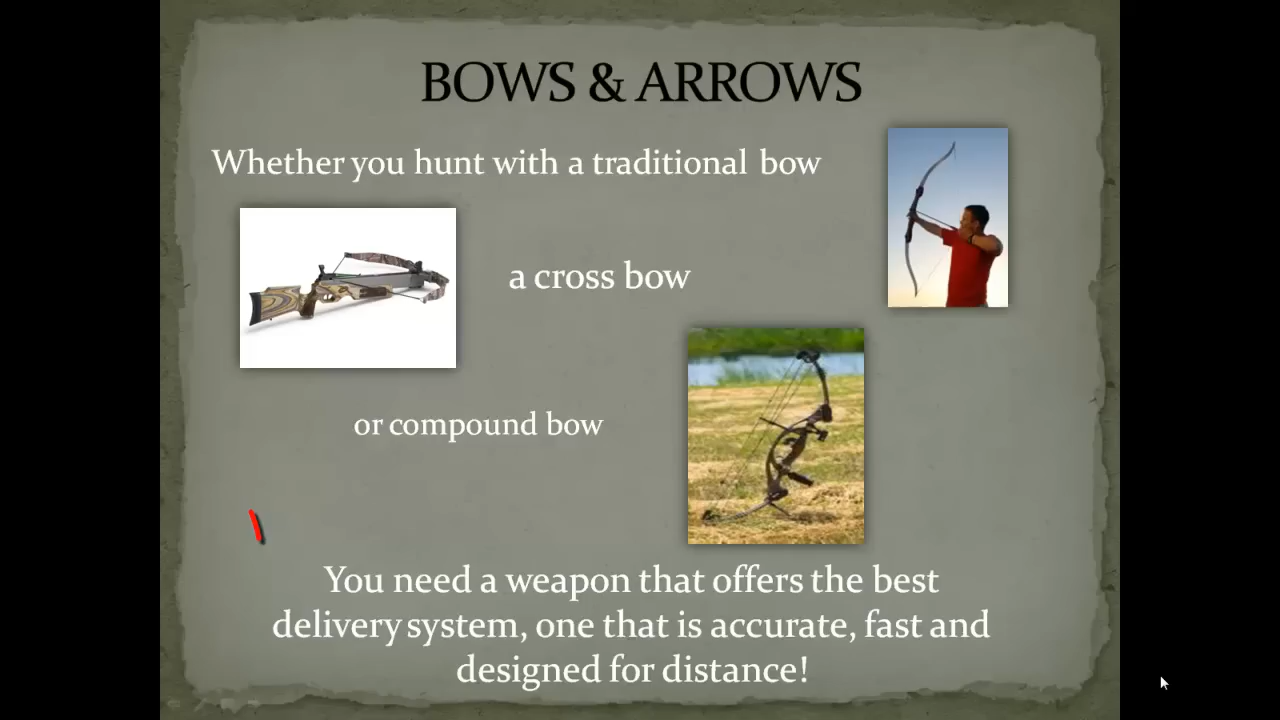 BOWS & ARROWS
Whether you hunt with a traditional bow
a cross bow
or compound bow
You need a weapon that offers the best
delivery system, one that is accurate, fast and
designed for distance!